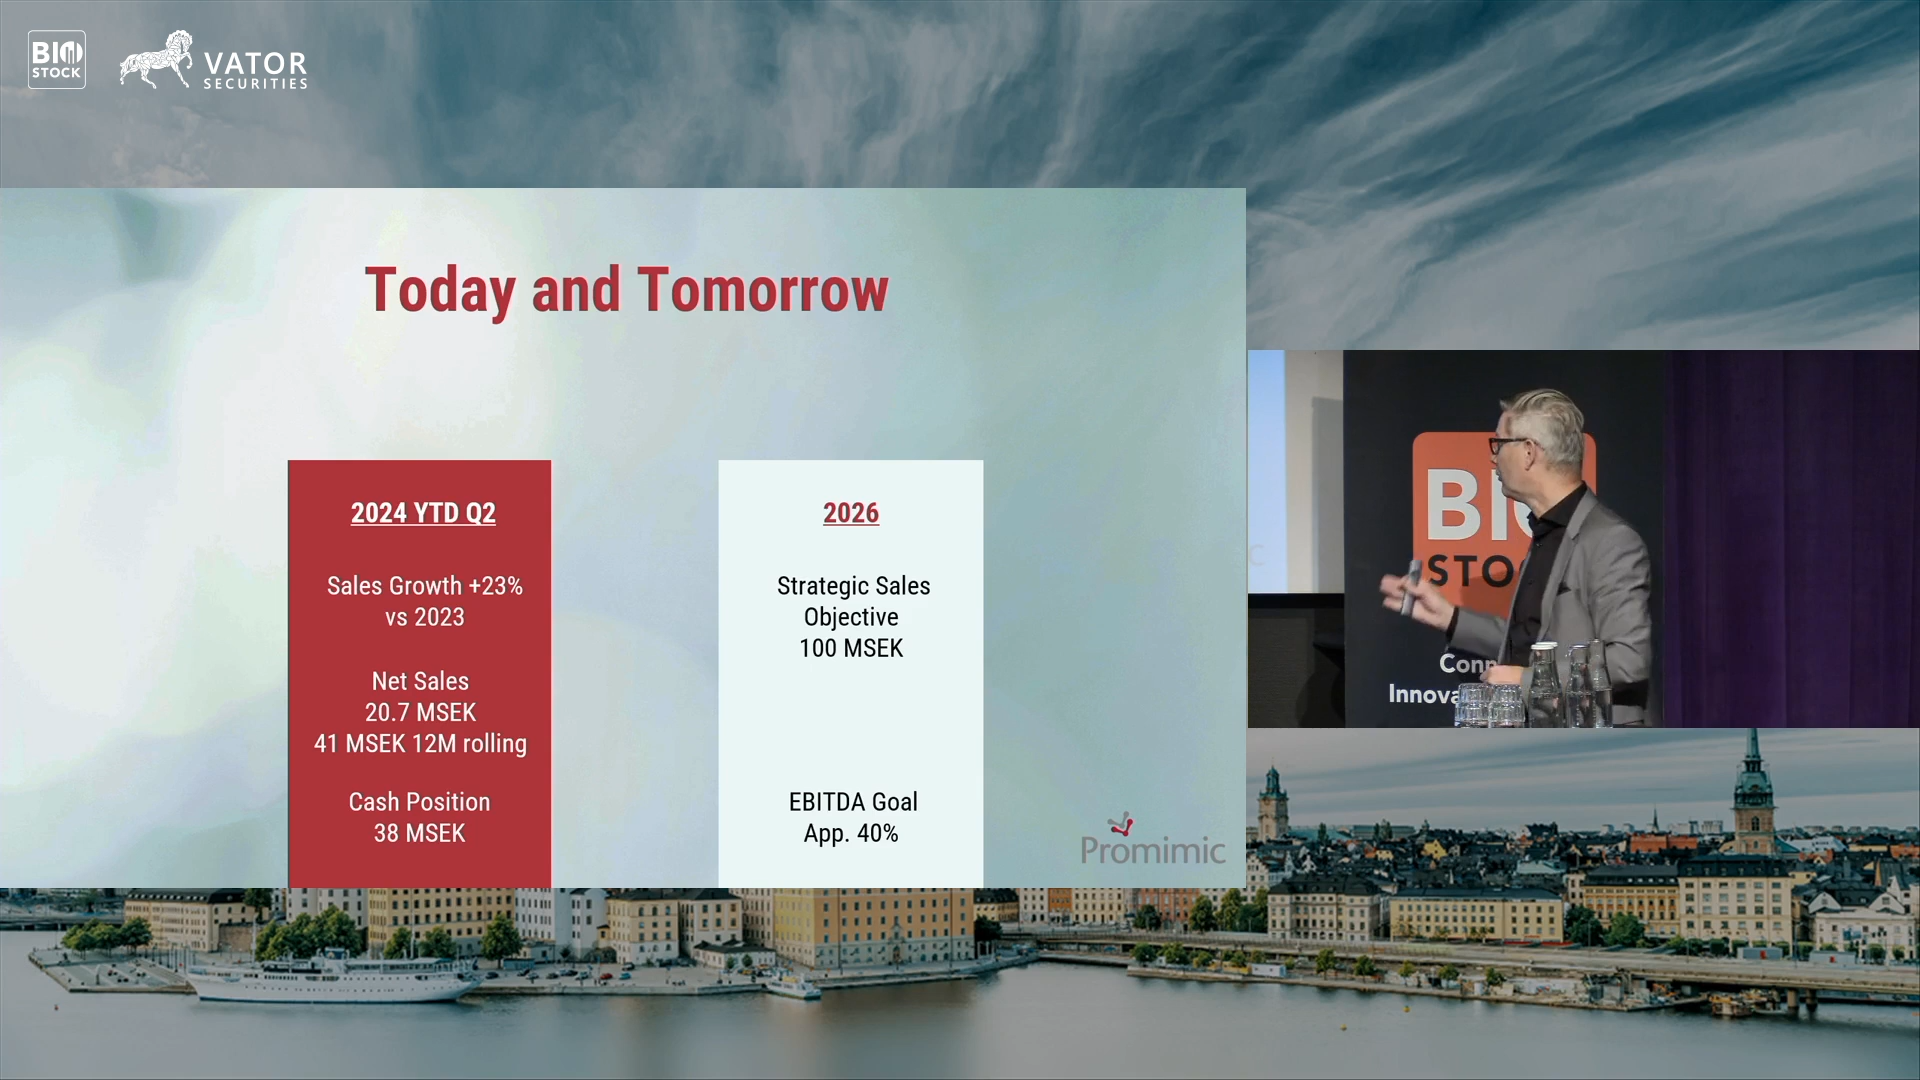 BIO
STOCK
VATOR
SECURITIES
Today and Tomorrow
2024 YTD Q2
Sales Growth +23%
vs 2023
Net Sales
20.7 MSEK
41 MSEK 12M rolling
Cash Position
38 MSEK
2026
Strategic Sales
Objective
100 MSEK
EBITDA Goal
App. 40%
Promimic
BI
STO
Conn
Innova